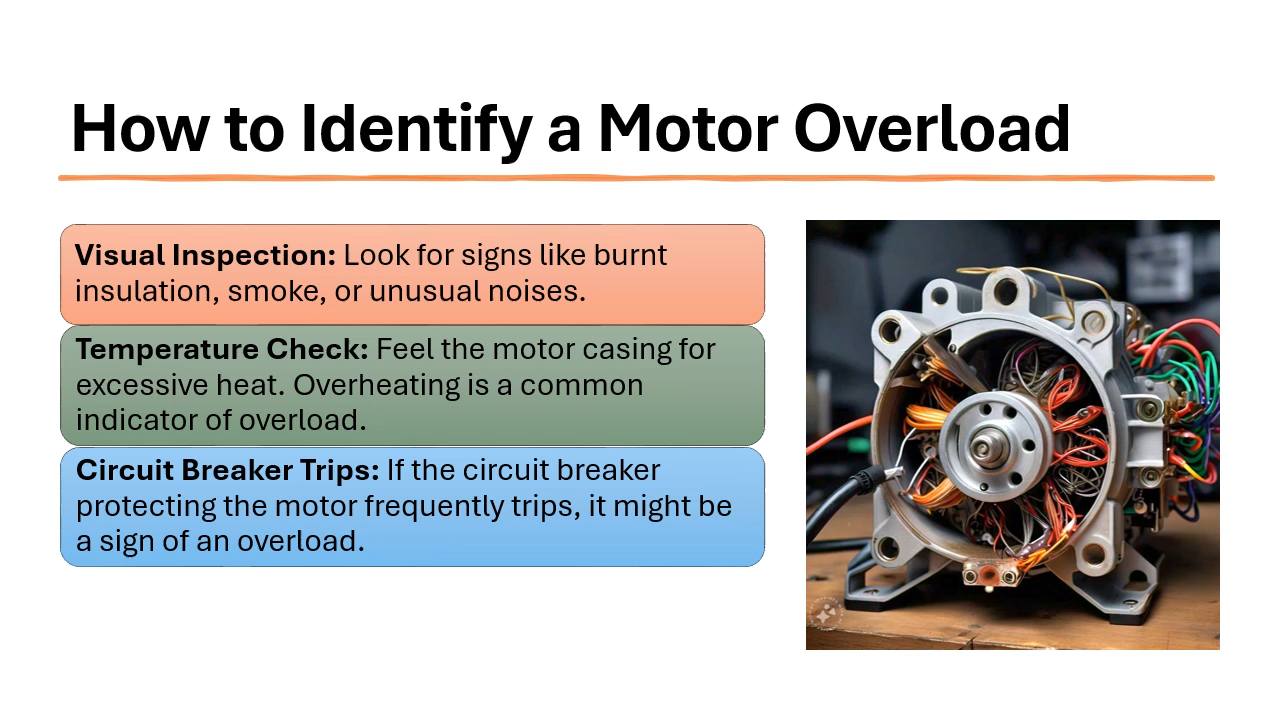 How to Identify a Motor Overload
Visual Inspection: Look for signs like burnt
insulation, smoke, or unusual noises.
Temperature Check: Feel the motor casing for
excessive heat. Overheating is a common
indicator of overload.
Circuit Breaker Trips: If the circuit breaker
protecting the motor frequently trips, it might be
a sign of an overload.